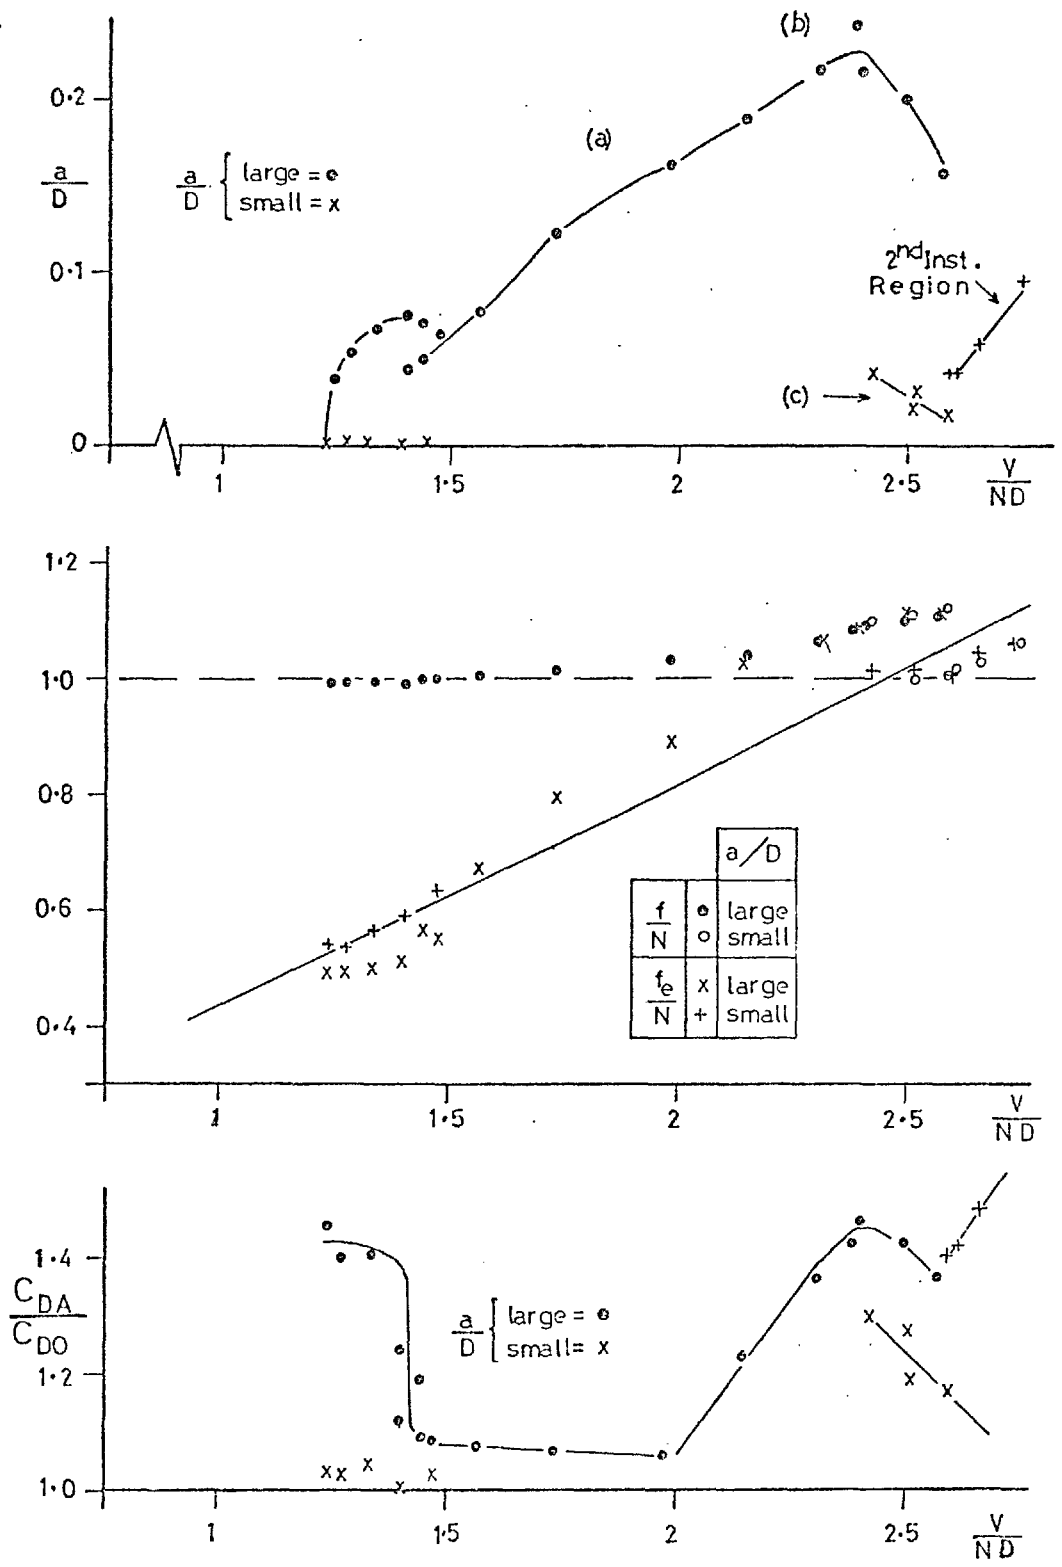 (b)
0·2
(a)
a/D
a/D { large = ●
small = x
0·1
2nd Inst.
Region
(c)
0
1
1·5
2
2·5
V/ND
1·2
1·0
0·8
0·6
0·4
a/D
f/N ● large
○ small
fe/N x large
+ small
1
1·5
2
2·5
V/ND
1·4
CDA/CDO
a/D { large = ●
small = x
1·2
1·0
1
1·5
2
2·5
V/ND